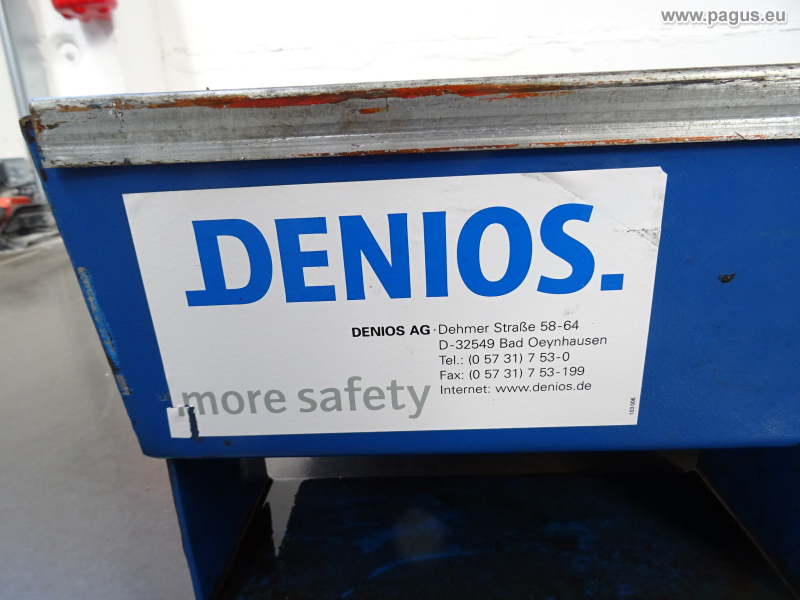 www.pagus.eu
DENIOS.
DENIOS AG · Dehmer Straße 58-64
D-32549 Bad Oeynhausen
Tel.: (0 57 31) 7 53-0
Fax: (0 57 31) 7 53-199
Internet: www.denios.de
more safety